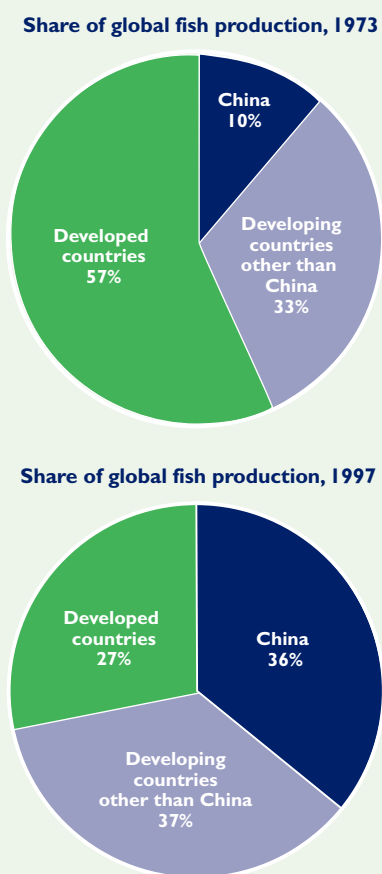 Share of global fish production, 1973
China
10%
Developing
countries
other than
China
33%
Developed
countries
57%
Share of global fish production, 1997
Developed
countries
27%
China
36%
Developing
countries
other than China
37%